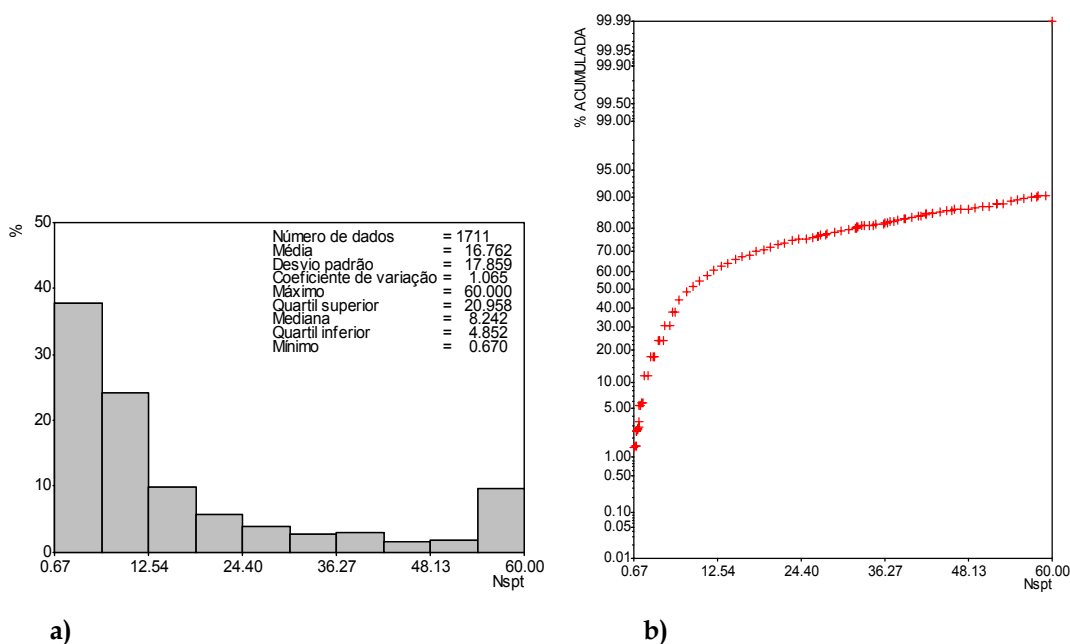 %
50
40
30
20
10
0
Número de dados = 1711
Média = 16.762
Desvio padrão = 17.859
Coeficiente de variação = 1.065
Máximo = 60.000
Quartil superior = 20.958
Mediana = 8.242
Quartil inferior = 4.852
Mínimo = 0.670
0.67 12.54 24.40 36.27 48.13 60.00
Nspt
a)
% ACUMULADA
99.99
99.95
99.90
99.50
99.00
95.00
90.00
80.00
70.00
60.00
50.00
40.00
30.00
20.00
10.00
5.00
1.00
0.50
0.10
0.05
0.01
0.67 12.54 24.40 36.27 48.13 60.00
Nspt
b)